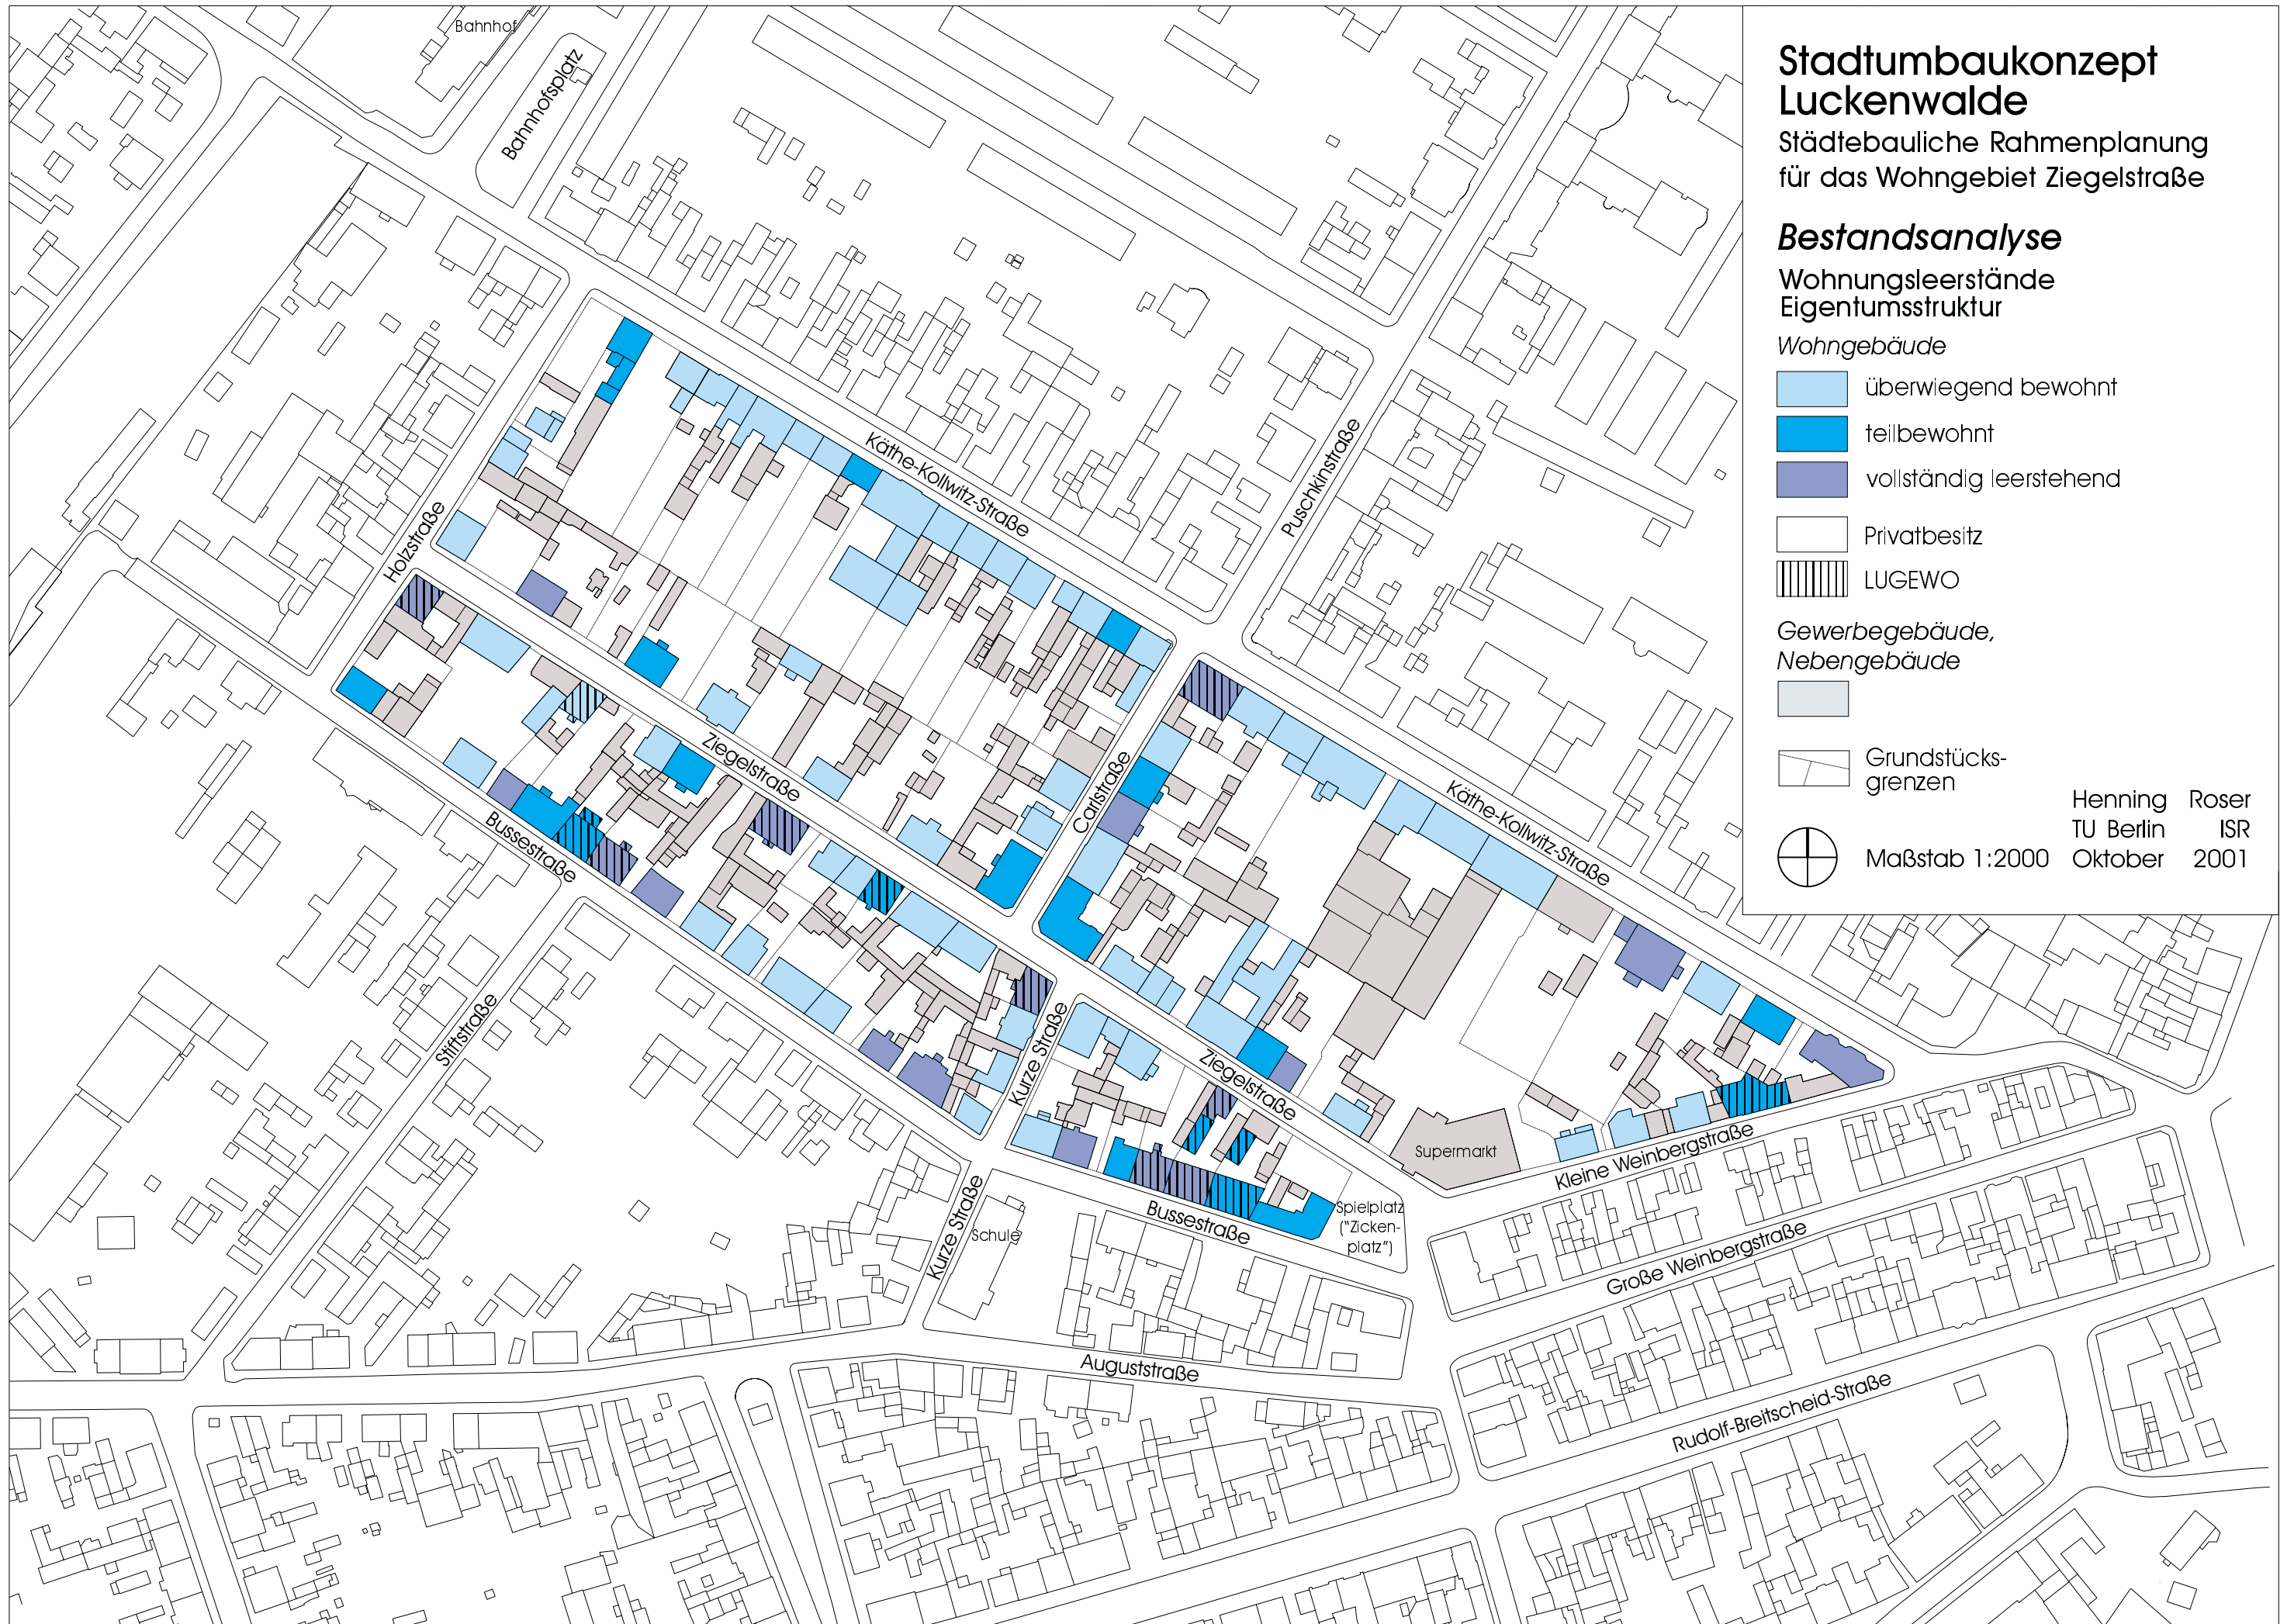 Stadtumbaukonzept
Luckenwalde
Städtebauliche Rahmenplanung
für das Wohngebiet Ziegelstraße
Bestandsanalyse
Wohnungsleerstände
Eigentumsstruktur
Wohngebäude
überwiegend bewohnt
teilbewohnt
vollständig leerstehend
Privatbesitz
LUGEWO
Gewerbegebäude,
Nebengebäude
Grundstücks-
grenzen
Maßstab 1:2000
Henning Roser
TU Berlin ISR
Oktober 2001
Bahnhof
Bahnhofsplatz
Käthe-Kollwitz-Straße
Puschkinstraße
Holzstraße
Ziegelstraße
Carlstraße
Käthe-Kollwitz-Straße
Bussestraße
Stiftstraße
Kurze Straße
Ziegelstraße
Supermarkt
Kleine Weinbergstraße
Bussestraße
Spielplatz
("Zicken-
platz")
Kurze Straße
Schule
Große Weinbergstraße
Auguststraße
Rudolf-Breitscheid-Straße